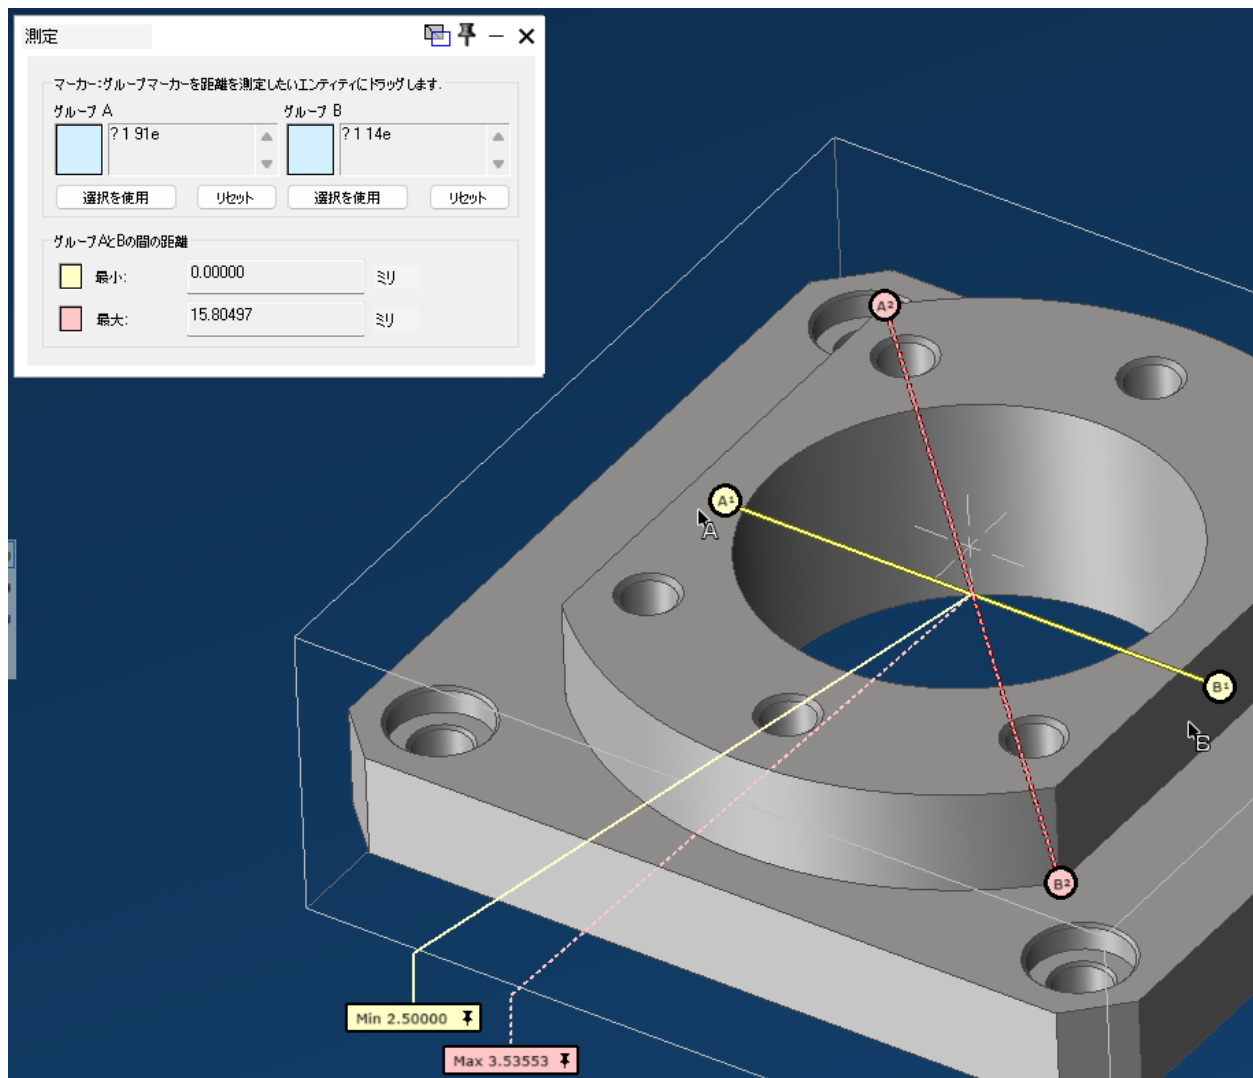 測定
マーカー:グループマーカーを距離を測定したいエンティティにドラッグします.
グループ A グループ B
?1 91e ?1 14e
選択を使用 リセット 選択を使用 リセット
グループAとBの間の距離
最小: 0.00000 ミリ
最大: 15.80497 ミリ
A2
A1
A
B1
B
B2
Min 2.50000
Max 3.53553